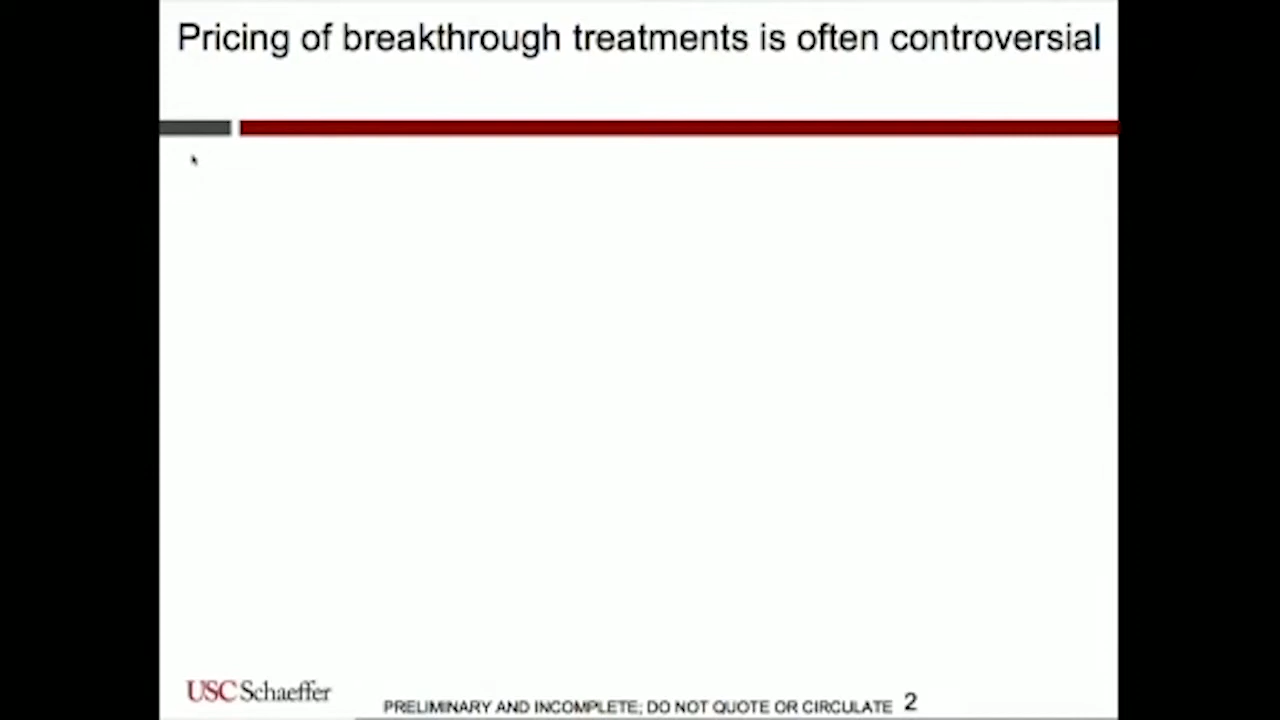 Pricing of breakthrough treatments is often controversial
USC Schaeffer
PRELIMINARY AND INCOMPLETE; DO NOT QUOTE OR CIRCULATE 2